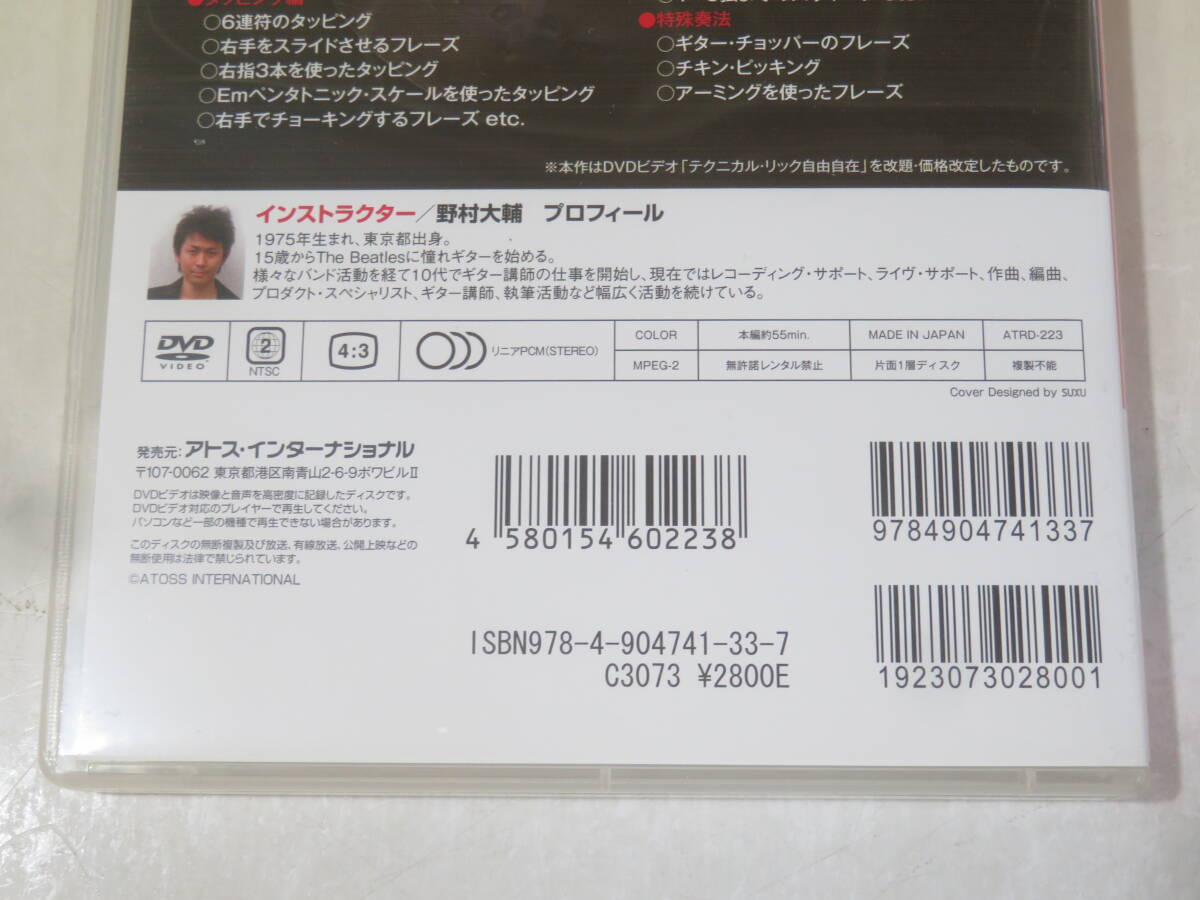 ○6連符のタッピング
○右手をスライドさせるフレーズ
○右指3本を使ったタッピング
○Emペンタトニック・スケールを使ったタッピング
○右手でチョーキングするフレーズ etc.
●特殊奏法
○ギター・チョッパーのフレーズ
○チキン・ピッキング
○アーミングを使ったフレーズ
※本作はDVDビデオ「テクニカル・リック自由自在」を改題・価格改定したものです。
インストラクター/野村大輔 プロフィール
1975年生まれ、東京都出身。
15歳からThe Beatlesに憧れギターを始める。
様々なバンド活動を経て10代でギター講師の仕事を開始し、現在ではレコーディング・サポート、ライヴ・サポート、作曲、編曲、
プロダクト・スペシャリスト、ギター講師、執筆活動など幅広く活動を続けている。
DVD VIDEO
2 NTSC
4:3
リニアPCM(STEREO)
COLOR 本編約55min. MADE IN JAPAN ATRD-223
MPEG-2 無許諾レンタル禁止 片面1層ディスク 複製不能
Cover Designed by SUXU
発売元:アトス・インターナショナル
〒107-0062 東京都港区南青山2-6-9ボワビルⅡ
DVDビデオは映像と音声を高密度に記録したディスクです。
DVDビデオ対応のプレイヤーで再生してください。
パソコンなど一部の機種で再生できない場合があります。
このディスクの無断複製及び放送、有線放送、公開上映などの
無断使用は法律で禁じられています。
©ATOSS INTERNATIONAL
4 580154 602238
9784904741337
ISBN978-4-904741-33-7
C3073 ¥2800E
1923073028001